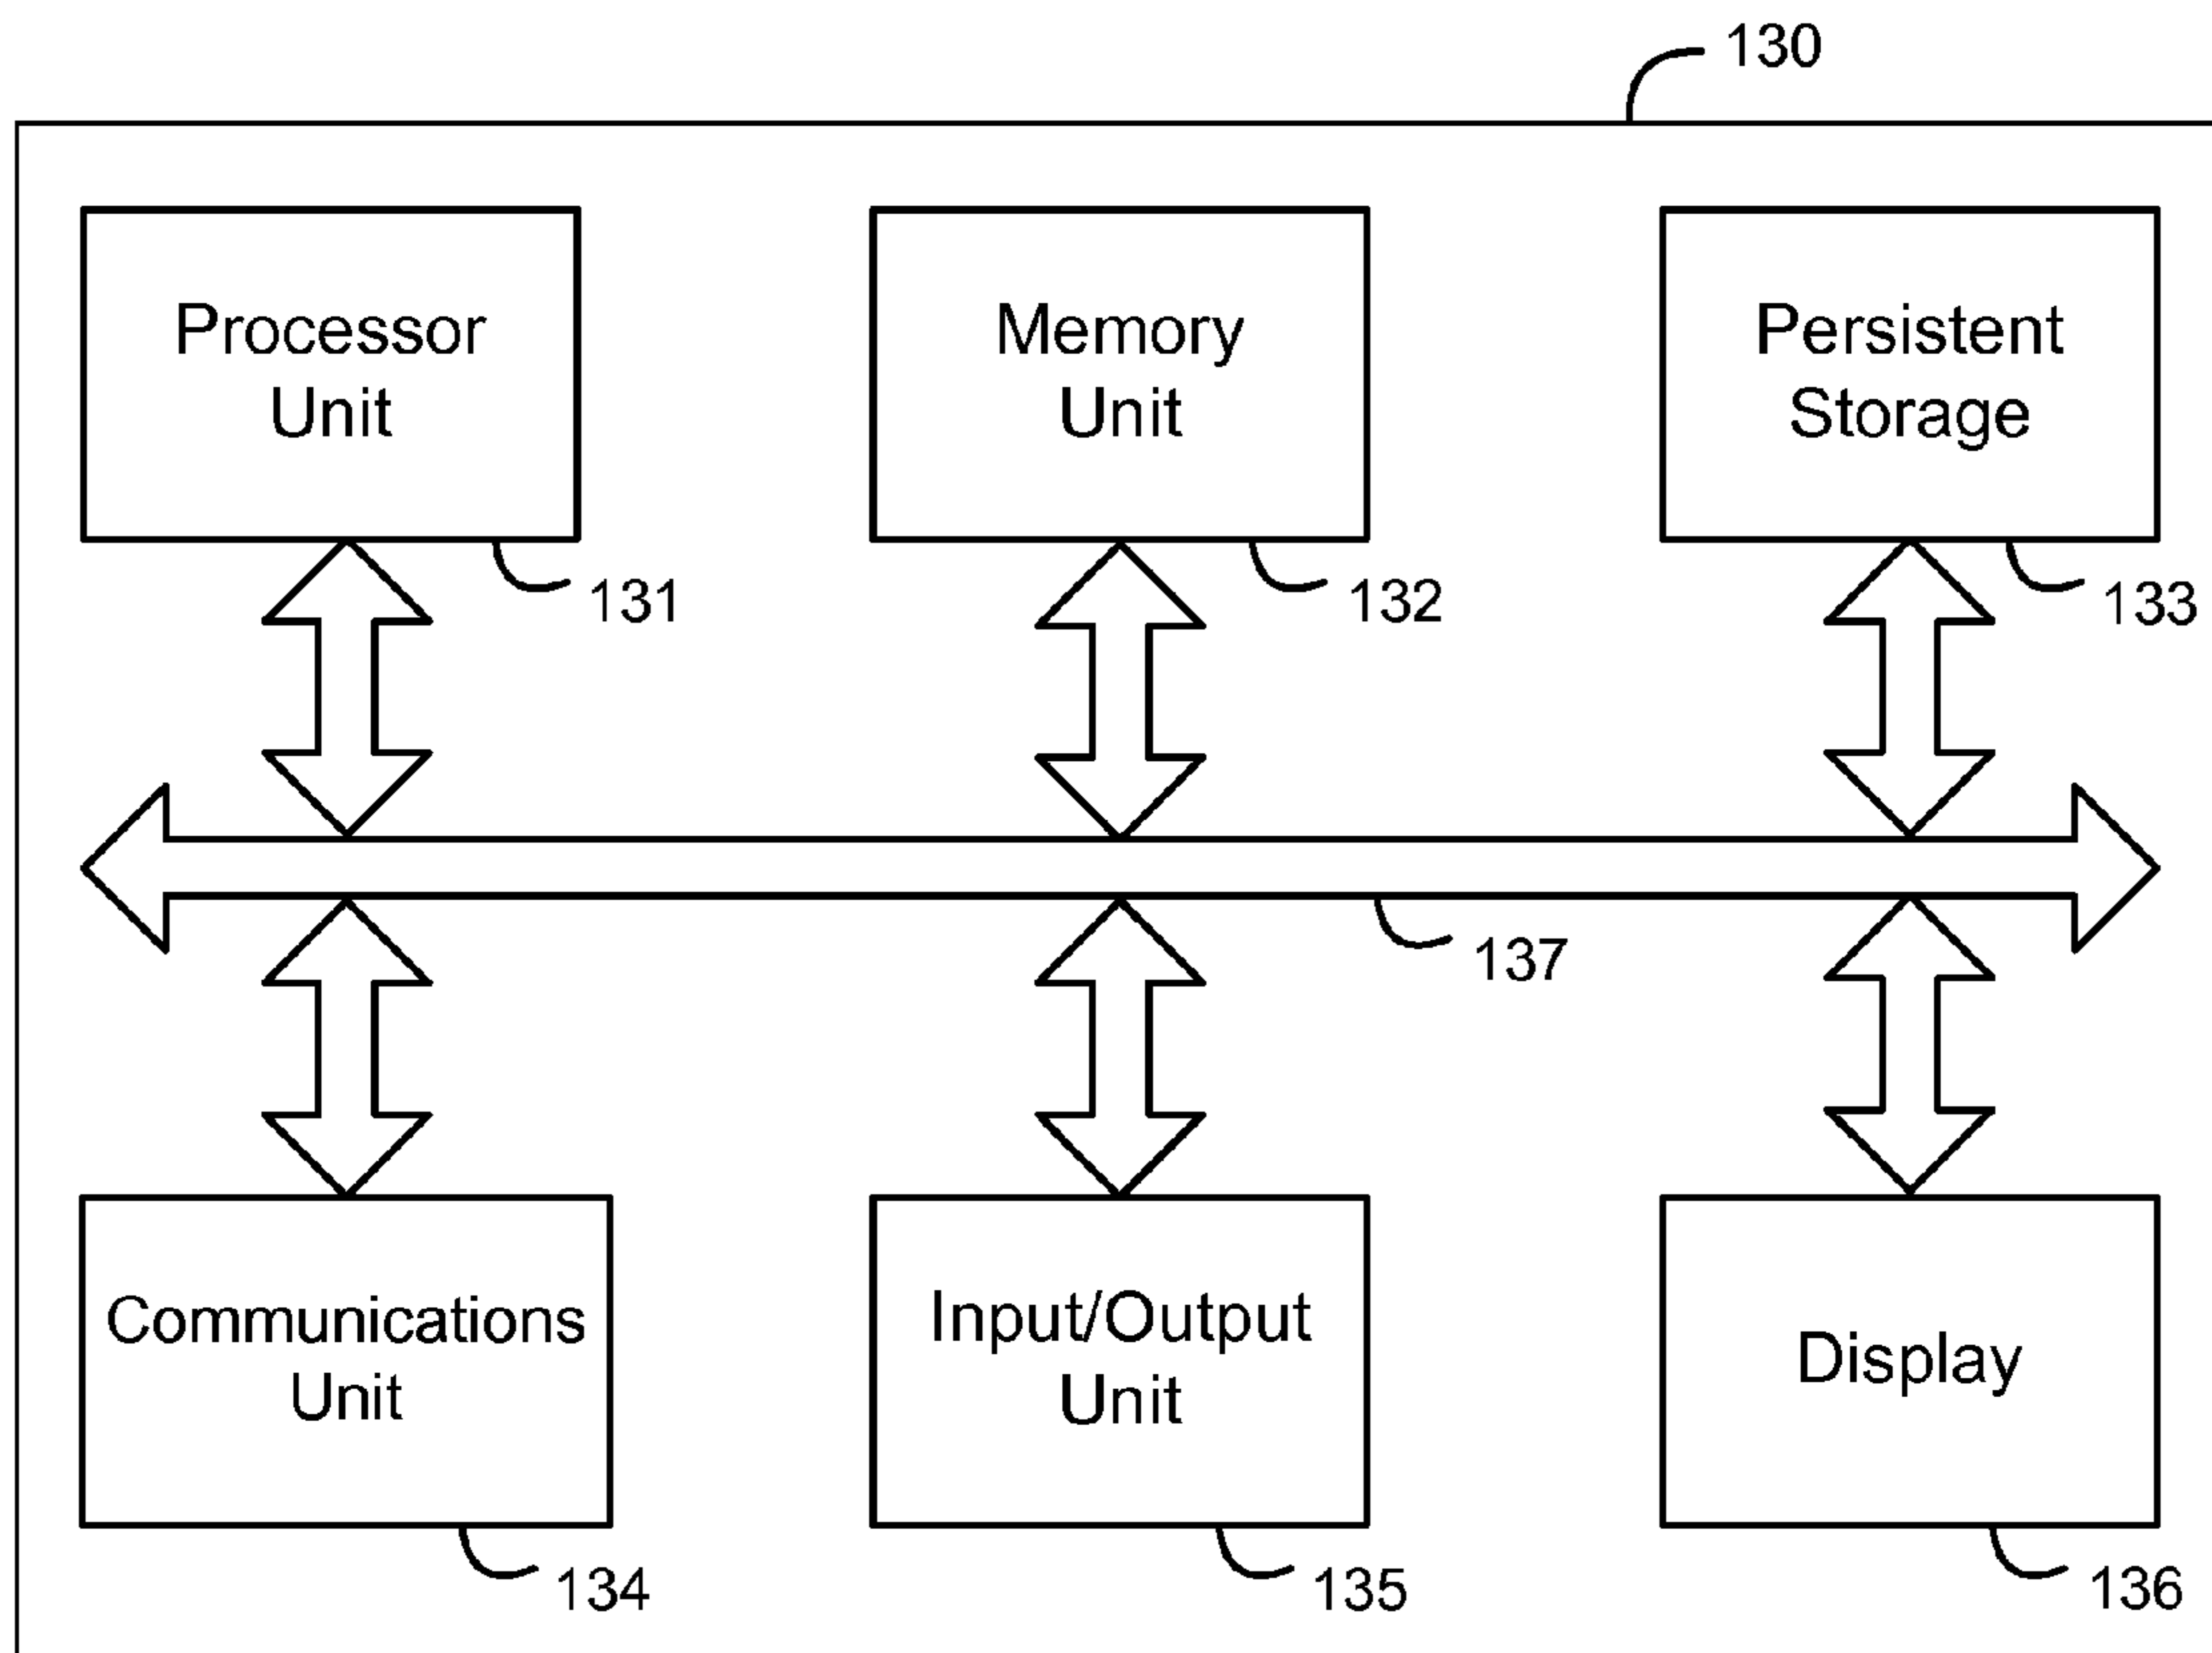 130
Processor
Unit
Memory
Unit
Persistent
Storage
131
132
133
137
Communications
Unit
Input/Output
Unit
Display
134
135
136